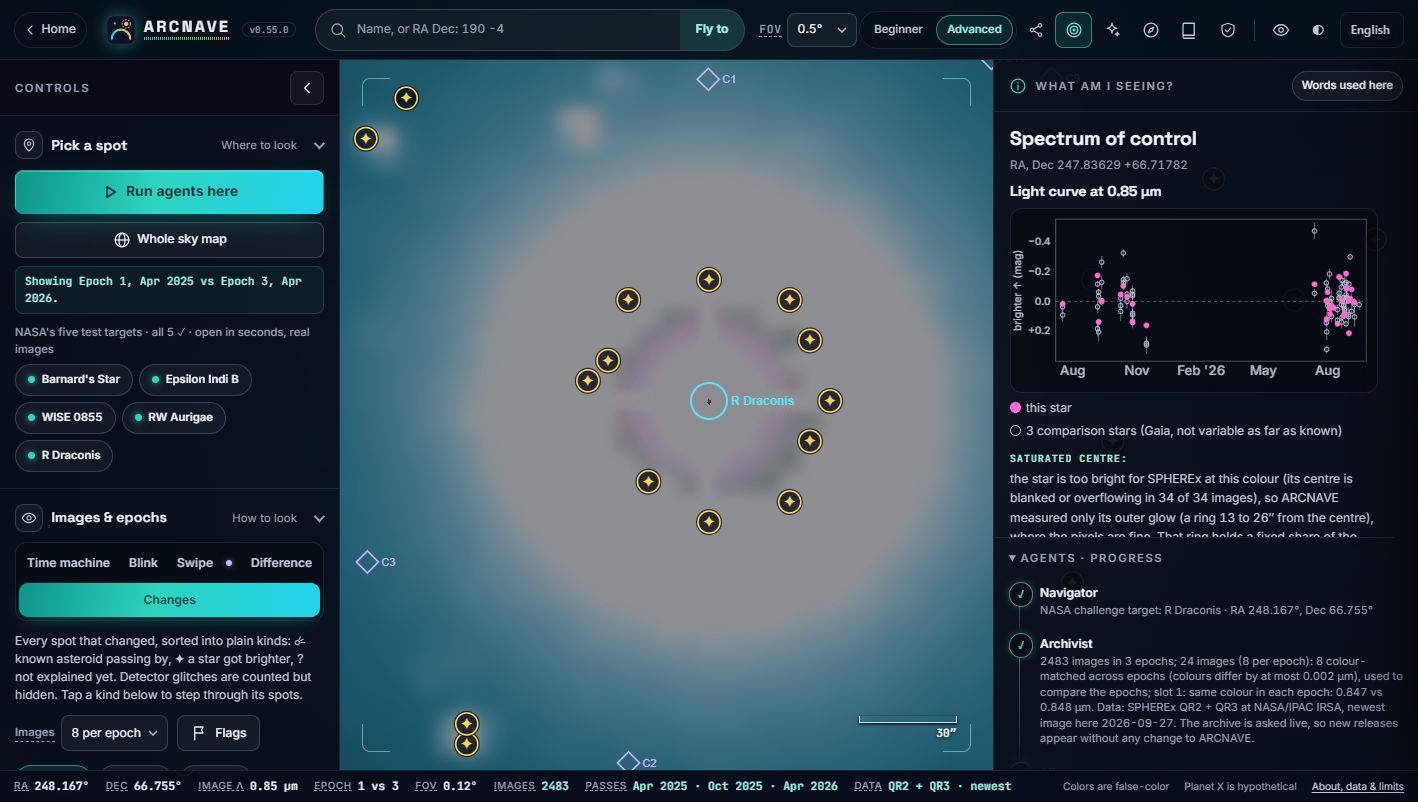 Home
ARCNAVE
v0.55.0
Name, or RA Dec: 190 -4
Fly to
FOV
0.5°
Beginner
Advanced
English
CONTROLS
Pick a spot
Where to look
Run agents here
Whole sky map
Showing Epoch 1, Apr 2025 vs Epoch 3, Apr
2026.
NASA's five test targets · all 5 ✓ · open in seconds, real
images
Barnard's Star
Epsilon Indi B
WISE 0855
RW Aurigae
R Draconis
Images & epochs
How to look
Time machine
Blink
Swipe
Difference
Changes
Every spot that changed, sorted into plain kinds:
known asteroid passing by, ✦ a star got brighter, ?
not explained yet. Detector glitches are counted but
hidden. Tap a kind below to step through its spots.
Images
8 per epoch
Flags
C1
R Draconis
C3
C2
30″
WHAT AM I SEEING?
Words used here
Spectrum of control
RA, Dec 247.83629 +66.71782
Light curve at 0.85 µm
brighter ↑ (mag)
−0.4
−0.2
0.0
+0.2
Aug
Nov
Feb '26
May
Aug
this star
3 comparison stars (Gaia, not variable as far as known)
SATURATED CENTRE:
the star is too bright for SPHEREx at this colour (its centre is
blanked or overflowing in 34 of 34 images), so ARCNAVE
measured only its outer glow (a ring 13 to 26″ from the centre),
where the pixels are fine. That ring holds a fixed share of the
▾ AGENTS · PROGRESS
Navigator
NASA challenge target: R Draconis · RA 248.167°, Dec 66.755°
Archivist
2483 images in 3 epochs; 24 images (8 per epoch): 8 colour-
matched across epochs (colours differ by at most 0.002 µm), used to
compare the epochs; slot 1: same colour in each epoch: 0.847 vs
0.848 µm. Data: SPHEREx QR2 + QR3 at NASA/IPAC IRSA, newest
image here 2026-09-27. The archive is asked live, so new releases
appear without any change to ARCNAVE.
RA 248.167°
DEC 66.755°
IMAGE Λ 0.85 µm
EPOCH 1 vs 3
FOV 0.12°
IMAGES 2483
PASSES Apr 2025 · Oct 2025 · Apr 2026
DATA QR2 + QR3 · newest
Colors are false-color
Planet X is hypothetical
About, data & limits